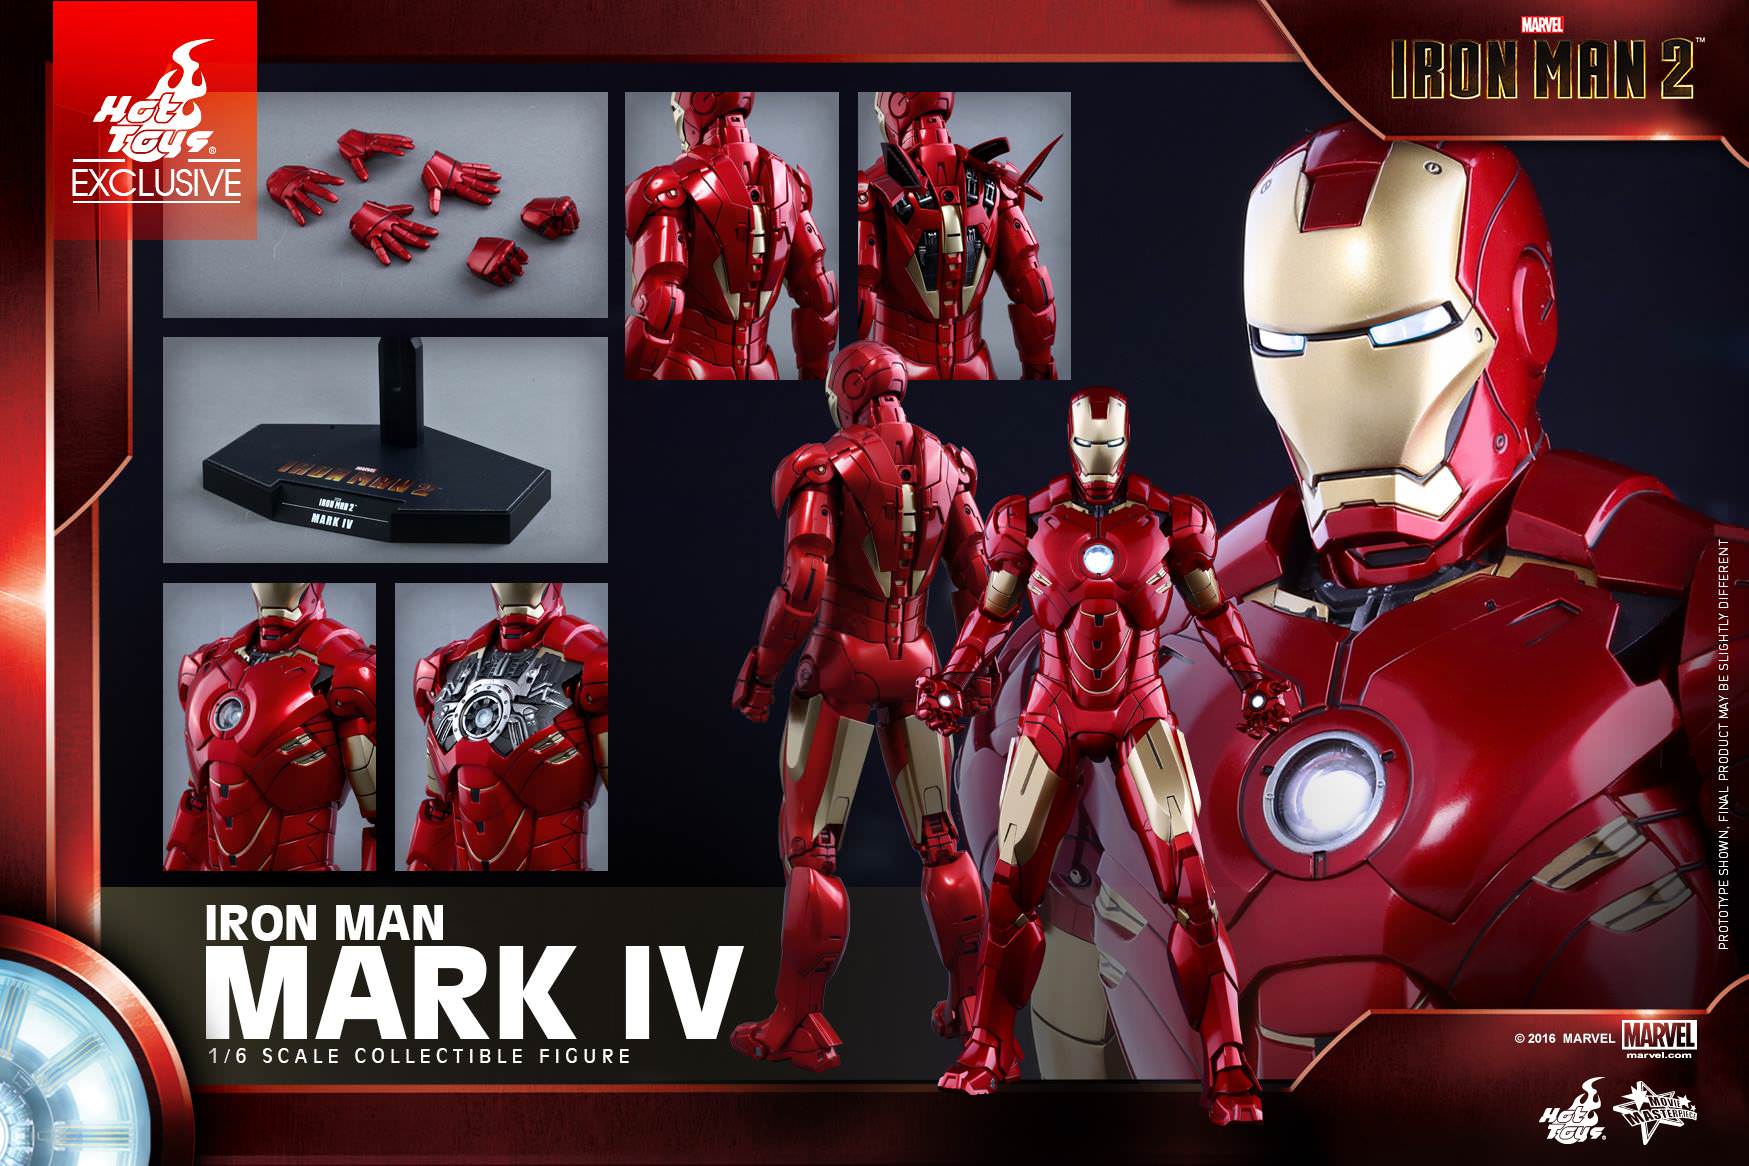 Hot
Toys®
EXCLUSIVE
MARVEL
IRON MAN 2™
MARVEL
IRON MAN 2
IRON MAN 2
MARK IV
IRON MAN
MARK IV
1/6 SCALE COLLECTIBLE FIGURE
PROTOTYPE SHOWN, FINAL PRODUCT MAY BE SLIGHTLY DIFFERENT
© 2016 MARVEL MARVEL
marvel.com
Hot
Toys®
MOVIE
MASTERPIECE